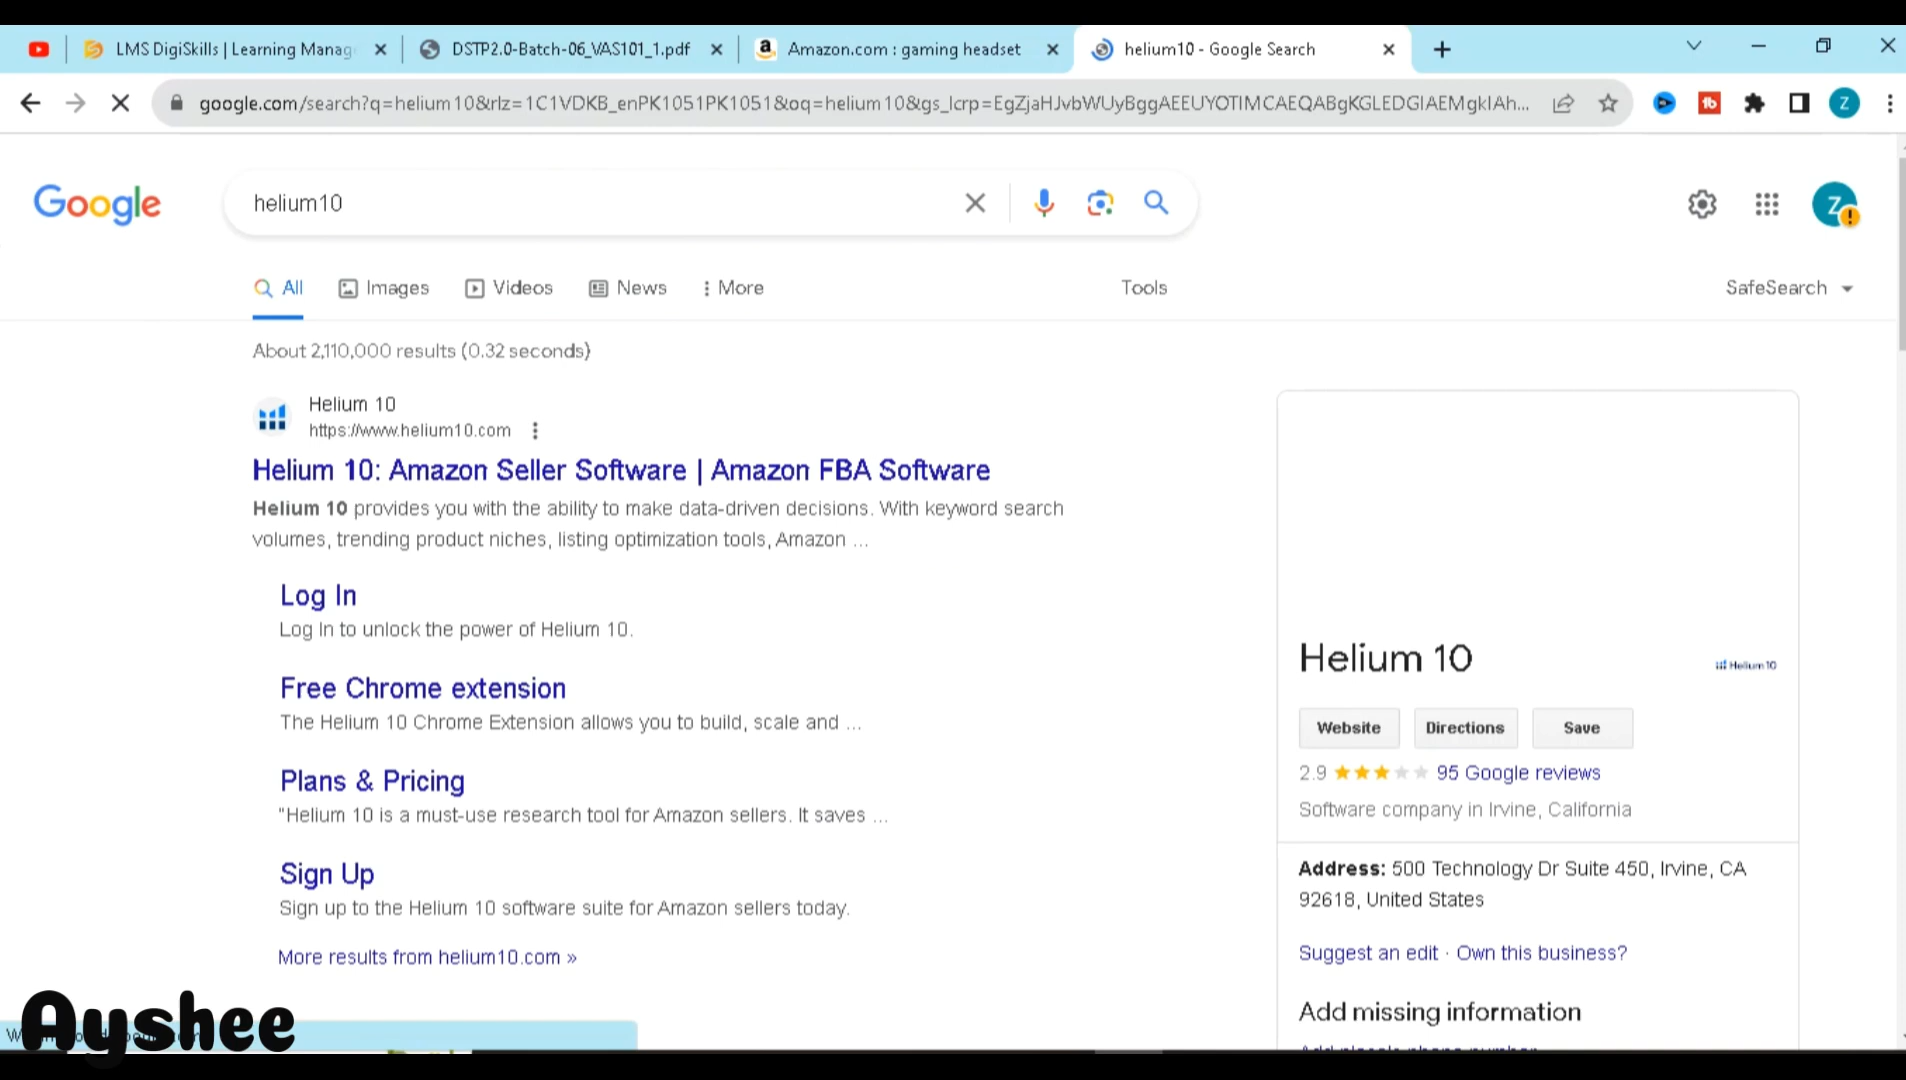 LMS DigiSkills | Learning Manag
DSTP2.0-Batch-06_VAS101_1.pdf
Amazon.com : gaming headset
helium10 - Google Search
google.com/search?q=helium10&rlz=1C1VDKB_enPK1051PK1051&oq=helium10&gs_lcrp=EgZjaHJvbWUyBggAEEUYOTIMCAEQABgKGLEDGIAEMgkIAh...
Z
Google
helium10
Z
All
Images
Videos
News
More
Tools
SafeSearch
About 2,110,000 results (0.32 seconds)
Helium 10
https://www.helium10.com
Helium 10: Amazon Seller Software | Amazon FBA Software
Helium 10 provides you with the ability to make data-driven decisions. With keyword search
volumes, trending product niches, listing optimization tools, Amazon ...
Log In
Log In to unlock the power of Helium 10.
Free Chrome extension
The Helium 10 Chrome Extension allows you to build, scale and ...
Plans & Pricing
"Helium 10 is a must-use research tool for Amazon sellers. It saves ...
Sign Up
Sign up to the Helium 10 software suite for Amazon sellers today.
More results from helium10.com »
Helium 10
Helium 10
Website
Directions
Save
2.9
95 Google reviews
Software company in Irvine, California
Address: 500 Technology Dr Suite 450, Irvine, CA
92618, United States
Suggest an edit · Own this business?
Add missing information
Ayshee